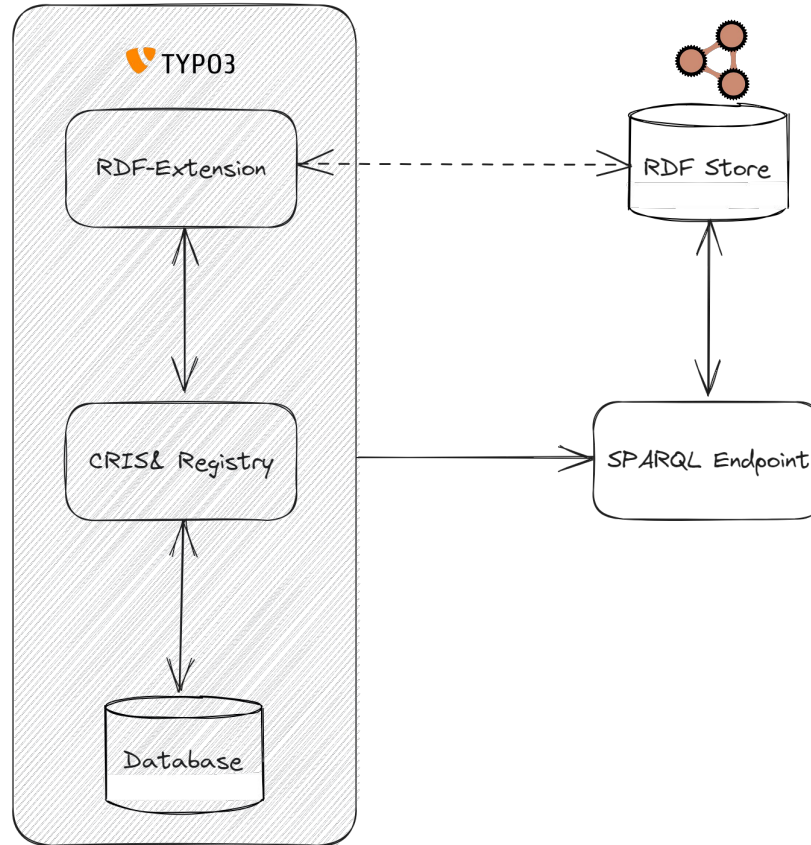 TYPO3
RDF-Extension
RDF Store
CRIS& Registry
SPARQL Endpoint
Database